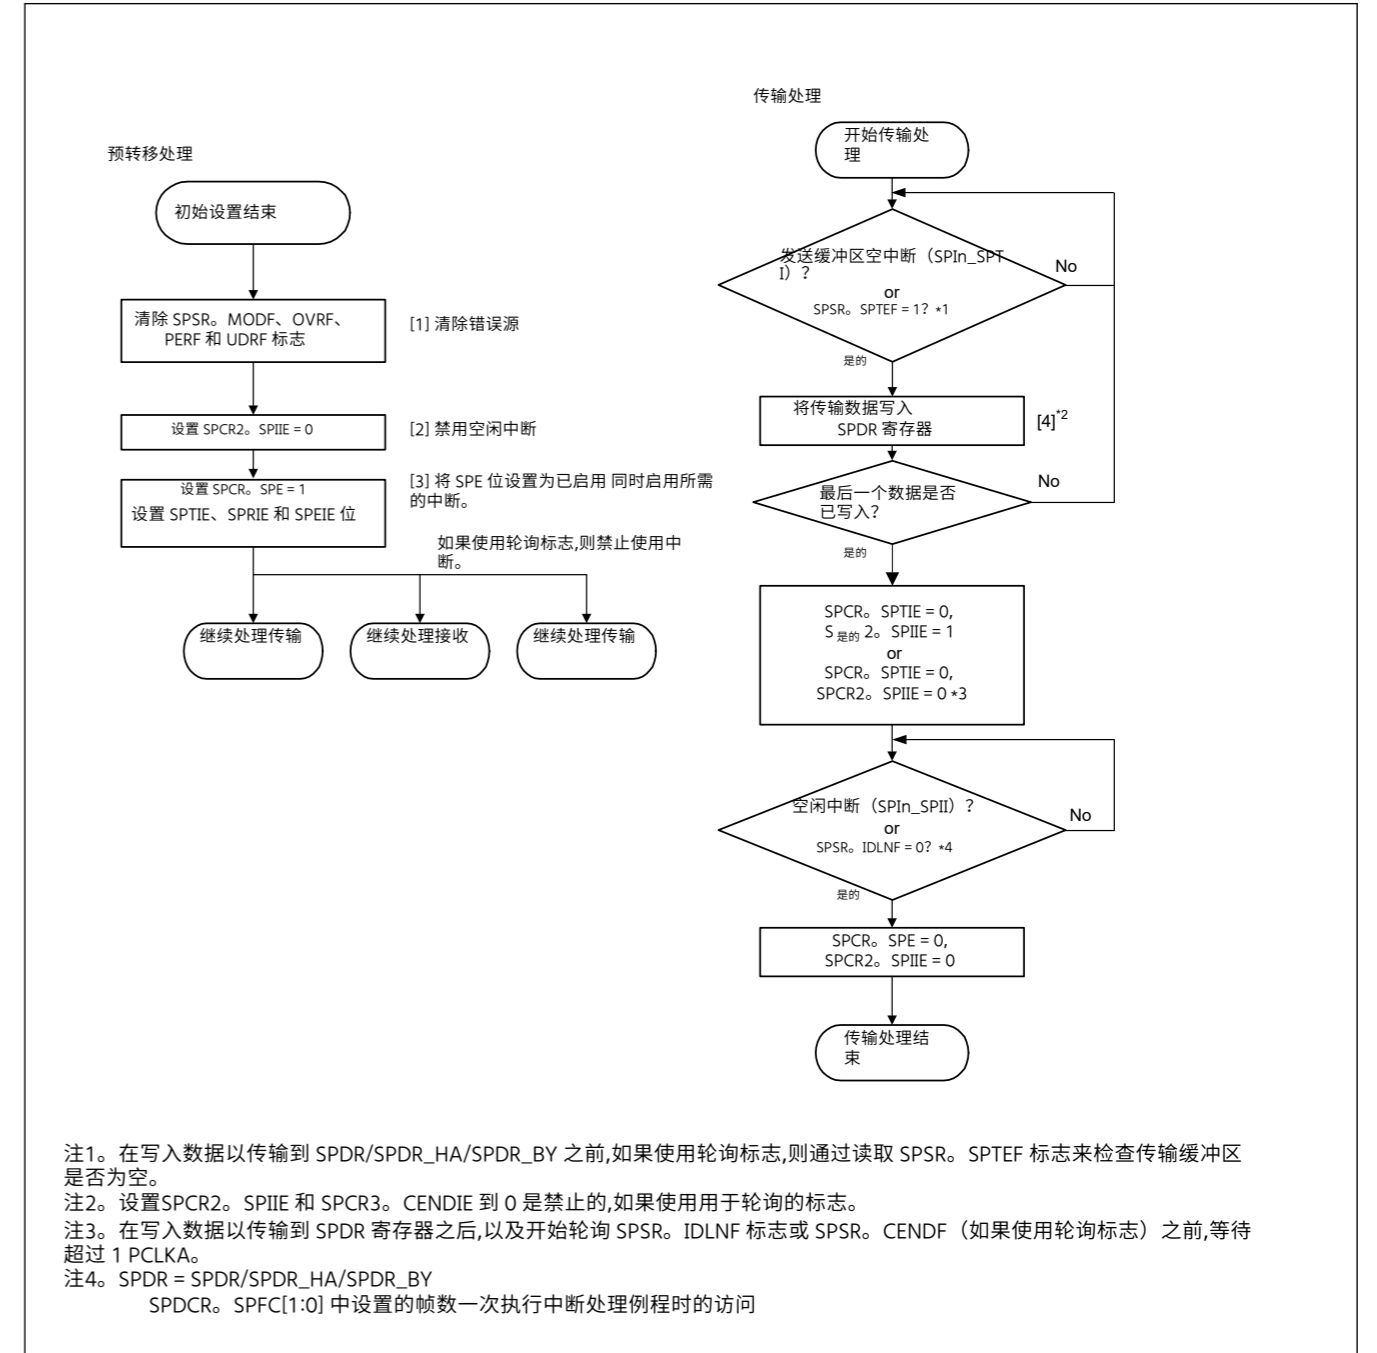 预转移处理
初始设置结束
清除 SPSR。MODF、OVRF、
PERF 和 UDRF 标志
[1] 清除错误源
设置 SPCR2。SPIIE = 0
[2] 禁用空闲中断
设置 SPCR。SPE = 1
设置 SPTIE、SPRIE 和 SPEIE 位
[3] 将 SPE 位设置为已启用 同时启用所需
的中断。
如果使用轮询标志,则禁止使用中
断。
继续处理传输
继续处理接收
继续处理传输
传输处理
开始传输处
理
发送缓冲区空中断（SPIn_SPT
I）？
or
SPSR。SPTEF = 1？*1
No
是的
将传输数据写入
SPDR 寄存器
[4]*2
最后一个数据是否
已写入？
No
是的
SPCR。SPTIE = 0,
S 是的 2。SPIIE = 1
or
SPCR。SPTIE = 0,
SPCR2。SPIIE = 0 *3
空闲中断（SPIn_SPII）？
or
SPSR。IDLNF = 0？*4
No
是的
SPCR。SPE = 0,
SPCR2。SPIIE = 0
传输处理结
束
注1。在写入数据以传输到 SPDR/SPDR_HA/SPDR_BY 之前,如果使用轮询标志,则通过读取 SPSR。SPTEF 标志来检查传输缓冲区
是否为空。
注2。设置SPCR2。SPIIE 和 SPCR3。CENDIE 到 0 是禁止的,如果使用用于轮询的标志。
注3。在写入数据以传输到 SPDR 寄存器之后,以及开始轮询 SPSR。IDLNF 标志或 SPSR。CENDF（如果使用轮询标志）之前,等待
超过 1 PCLKA。
注4。SPDR = SPDR/SPDR_HA/SPDR_BY
SPDCR。SPFC[1:0] 中设置的帧数一次执行中断处理例程时的访问